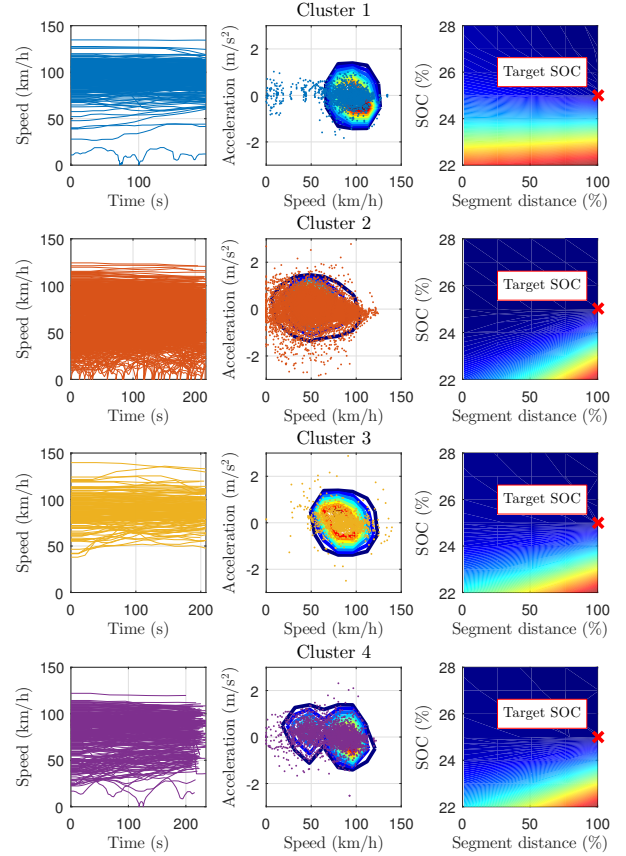 Cluster 1
150
100
50
0
Speed (km/h)
0
100
Time (s)
2
0
-2
Acceleration (m/s²)
0
50
100
150
Speed (km/h)
28
26
25
24
22
SOC (%)
Target SOC
0
50
100
Segment distance (%)
Cluster 2
150
100
50
0
Speed (km/h)
0
100
200
Time (s)
2
0
-2
Acceleration (m/s²)
0
50
100
150
Speed (km/h)
28
26
25
24
22
SOC (%)
Target SOC
0
50
100
Segment distance (%)
Cluster 3
150
100
50
0
Speed (km/h)
0
100
200
Time (s)
2
0
-2
Acceleration (m/s²)
0
50
100
150
Speed (km/h)
28
26
25
24
22
SOC (%)
Target SOC
0
50
100
Segment distance (%)
Cluster 4
150
100
50
0
Speed (km/h)
0
100
200
Time (s)
2
0
-2
Acceleration (m/s²)
0
50
100
150
Speed (km/h)
28
26
25
24
22
SOC (%)
Target SOC
0
50
100
Segment distance (%)